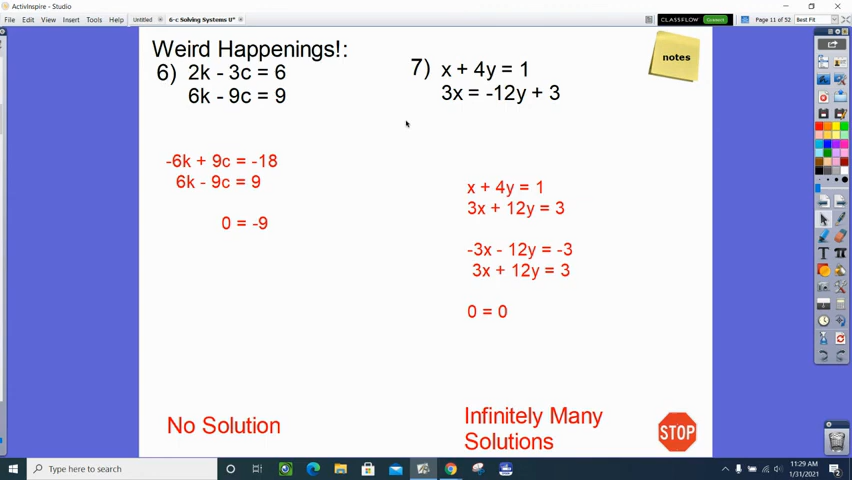 ActivInspire - Studio
File Edit View Insert Tools Help
Untitled
6-c Solving Systems U*
CLASSFLOW
Connect
Page 11 of 52
Best Fit
Weird Happenings!:
6) 2k - 3c = 6
6k - 9c = 9
-6k + 9c = -18
6k - 9c = 9
0 = -9
No Solution
7) x + 4y = 1
3x = -12y + 3
x + 4y = 1
3x + 12y = 3
-3x - 12y = -3
3x + 12y = 3
0 = 0
Infinitely Many
Solutions
notes
STOP
Type here to search
11:29 AM
1/31/2021
2